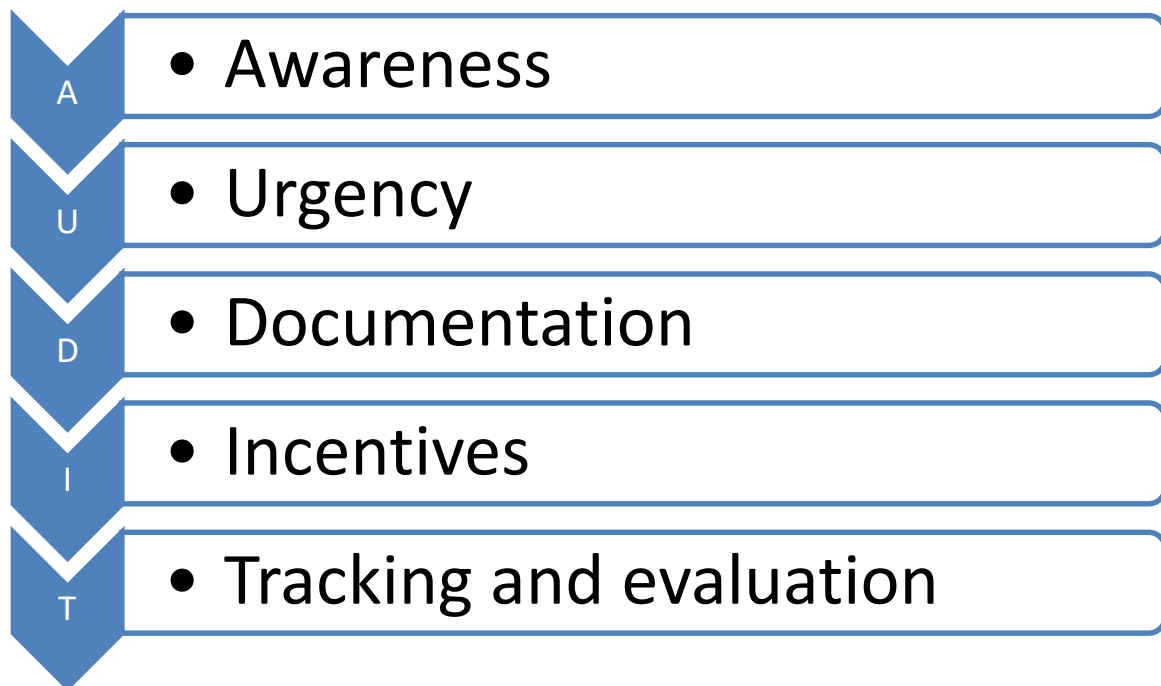 A
• Awareness
U
• Urgency
D
• Documentation
I
• Incentives
T
• Tracking and evaluation